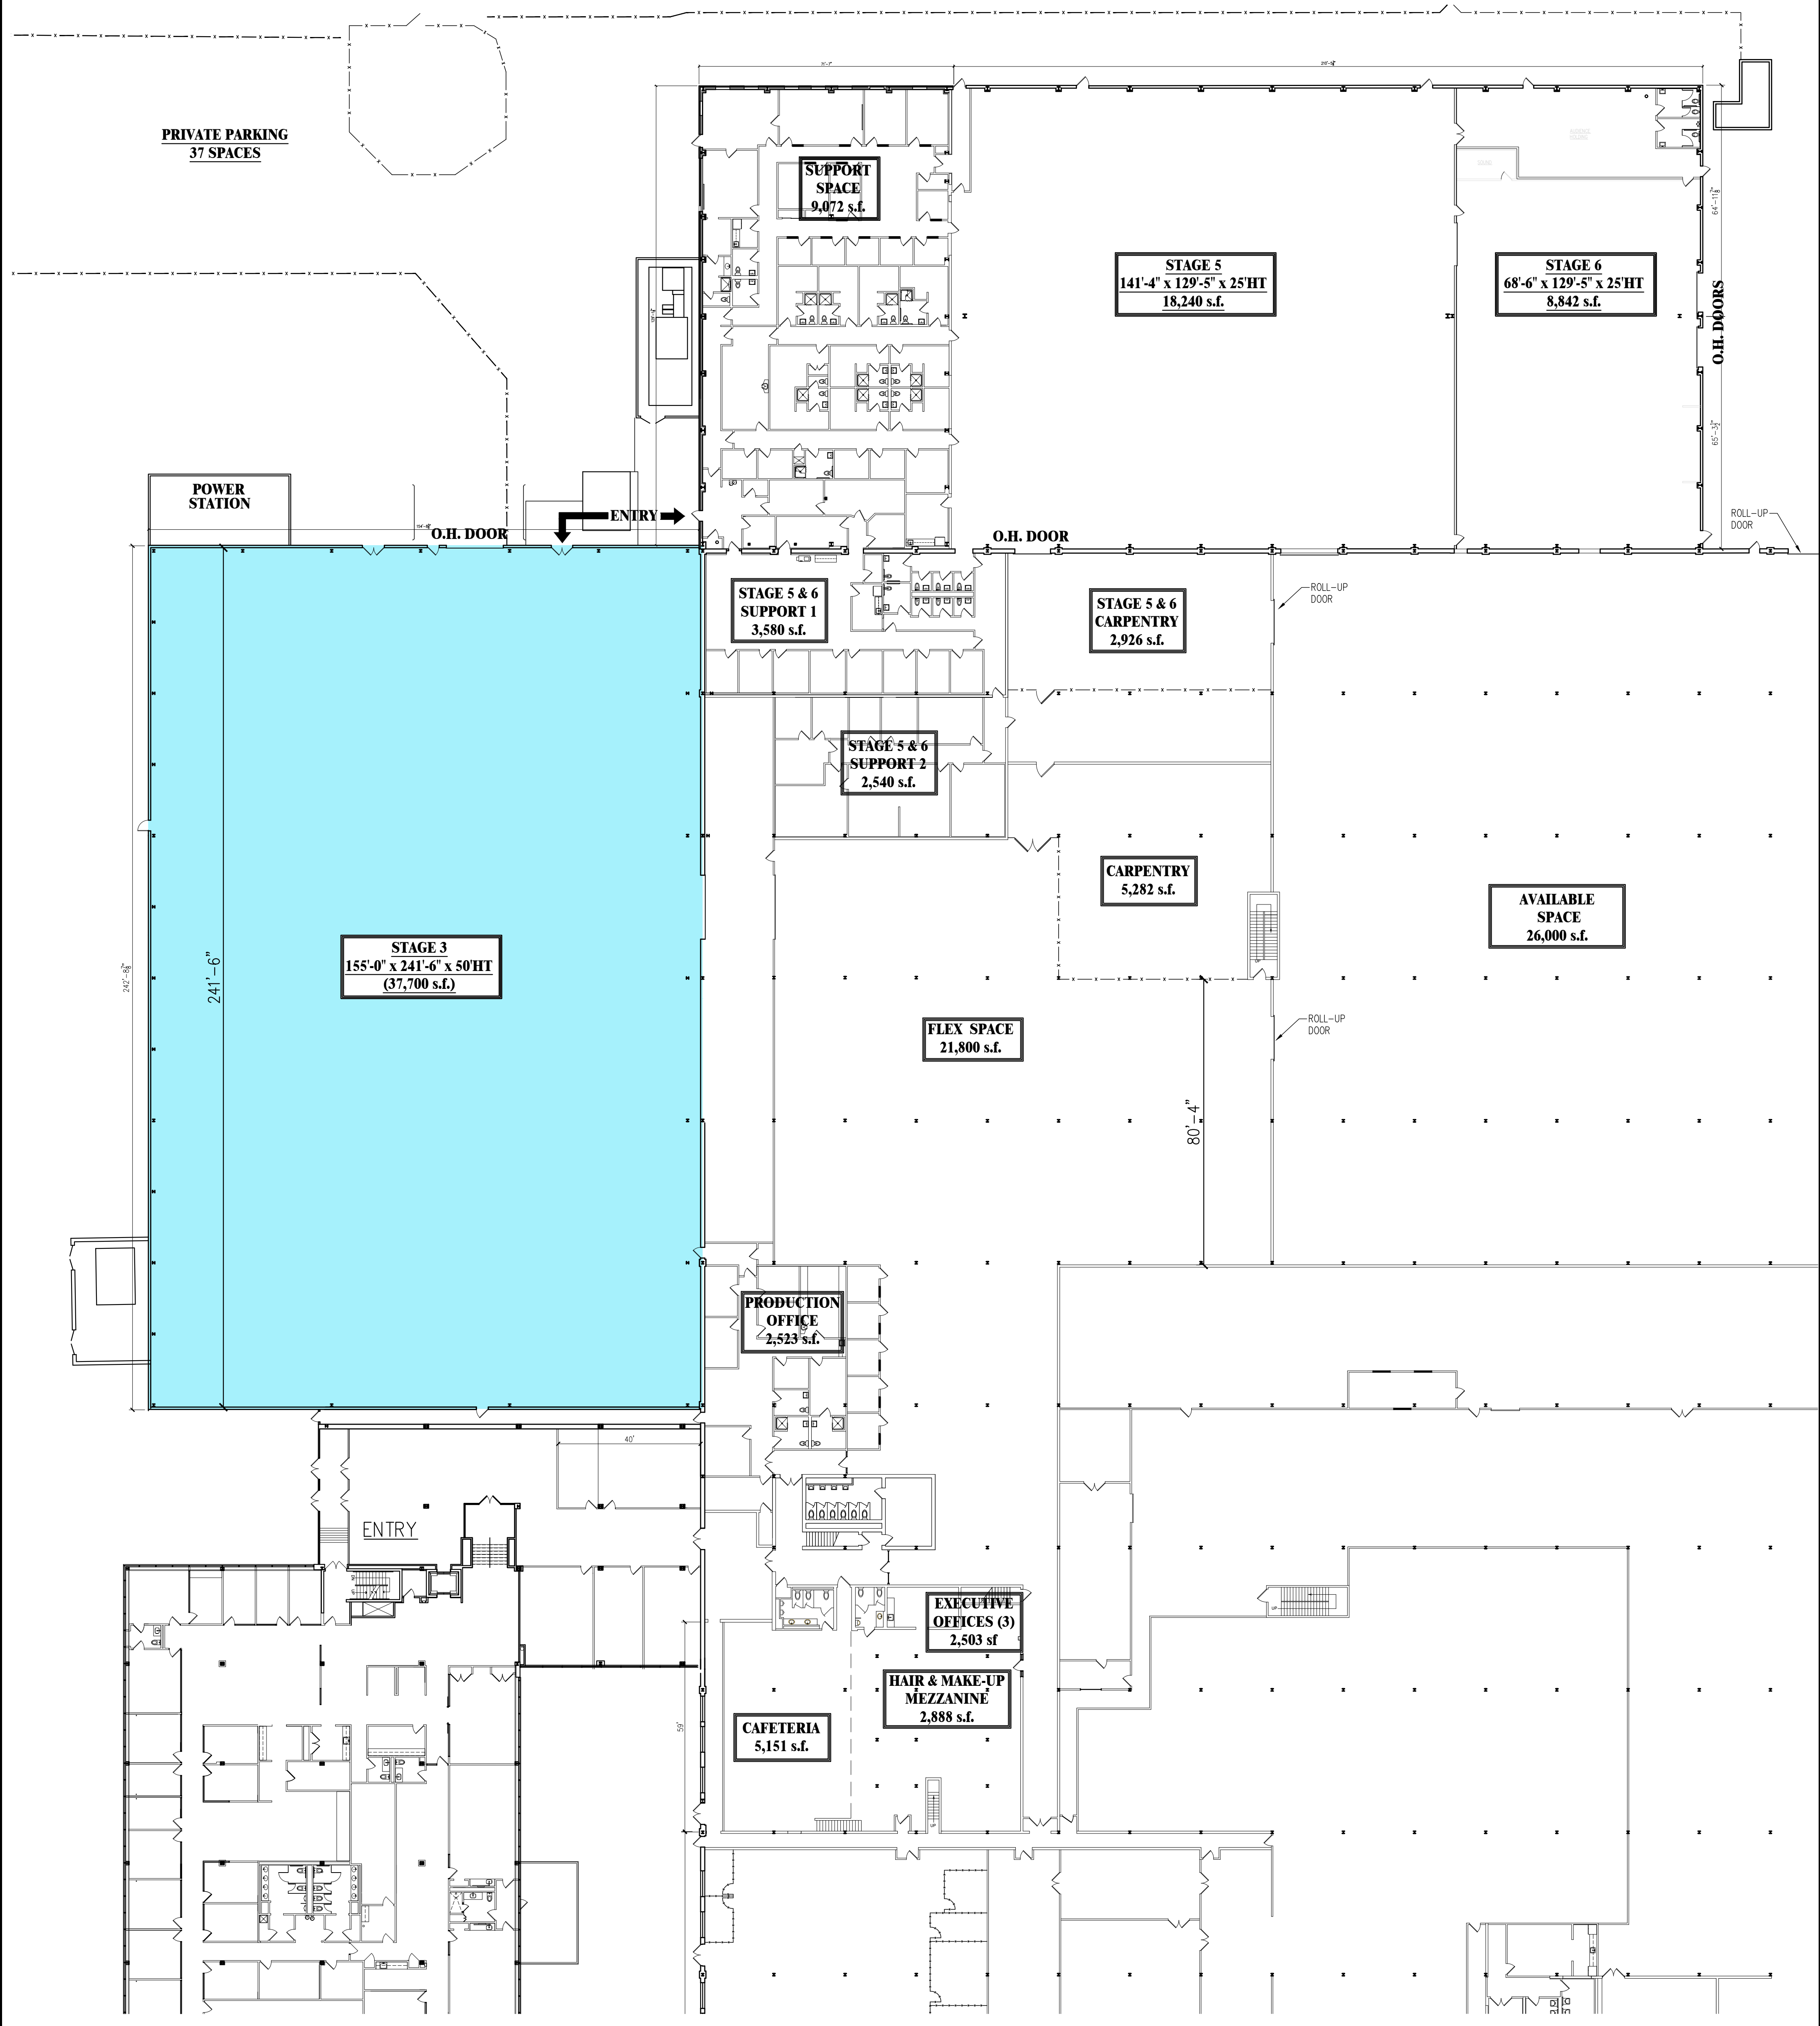 PRIVATE PARKING
37 SPACES
SUPPORT
SPACE
9,072 s.f.
STAGE 5
141'-4" x 129'-5" x 25'HT
18,240 s.f.
STAGE 6
68'-6" x 129'-5" x 25'HT
8,842 s.f.
O.H. DOORS
POWER
STATION
O.H. DOOR
ENTRY
O.H. DOOR
ROLL-UP
DOOR
STAGE 5 & 6
SUPPORT 1
3,580 s.f.
STAGE 5 & 6
CARPENTRY
2,926 s.f.
ROLL-UP
DOOR
STAGE 5 & 6
SUPPORT 2
2,540 s.f.
CARPENTRY
5,282 s.f.
AVAILABLE
SPACE
26,000 s.f.
UP
STAGE 3
155'-0" x 241'-6" x 50'HT
(37,700 s.f.)
241'-6"
FLEX SPACE
21,800 s.f.
ROLL-UP
DOOR
80'-4"
PRODUCTION
OFFICE
2,523 s.f.
40'
ENTRY
EXECUTIVE
OFFICES (3)
2,503 sf
UP
HAIR & MAKE-UP
MEZZANINE
2,888 s.f.
CAFETERIA
5,151 s.f.
59'
UP